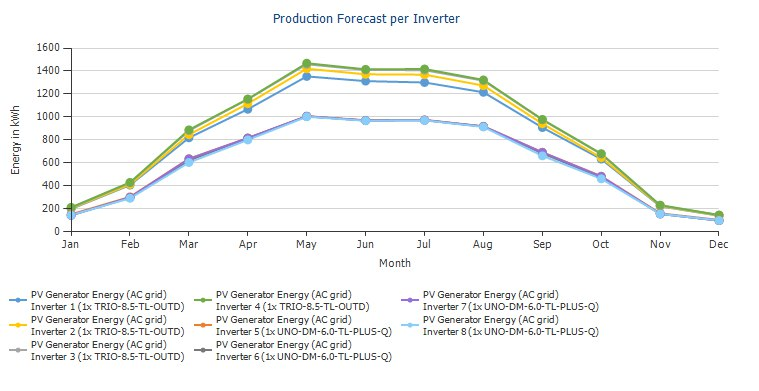 Production Forecast per Inverter
Energy in kWh
1600
1400
1200
1000
800
600
400
200
0
Jan Feb Mar Apr May Jun Jul Aug Sep Oct Nov Dec
Month
PV Generator Energy (AC grid)
Inverter 1 (1x TRIO-8.5-TL-OUTD)
PV Generator Energy (AC grid)
Inverter 4 (1x TRIO-8.5-TL-OUTD)
PV Generator Energy (AC grid)
Inverter 7 (1x UNO-DM-6.0-TL-PLUS-Q)
PV Generator Energy (AC grid)
Inverter 2 (1x TRIO-8.5-TL-OUTD)
PV Generator Energy (AC grid)
Inverter 5 (1x UNO-DM-6.0-TL-PLUS-Q)
PV Generator Energy (AC grid)
Inverter 8 (1x UNO-DM-6.0-TL-PLUS-Q)
PV Generator Energy (AC grid)
Inverter 3 (1x TRIO-8.5-TL-OUTD)
PV Generator Energy (AC grid)
Inverter 6 (1x UNO-DM-6.0-TL-PLUS-Q)